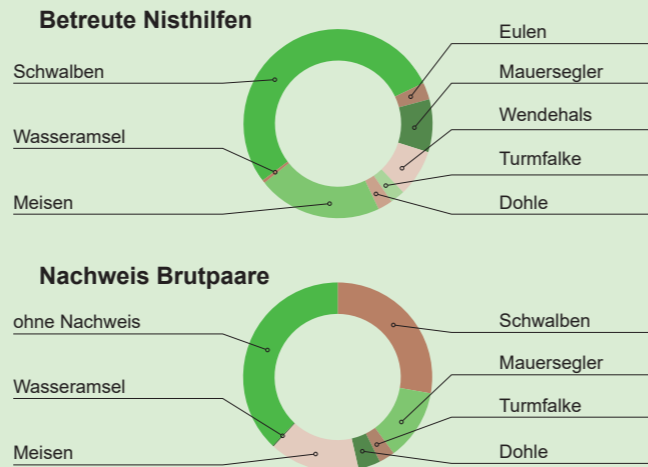 Betreute Nisthilfen
Schwalben
Wasseramsel
Meisen
Eulen
Mauersegler
Wendehals
Turmfalke
Dohle
Nachweis Brutpaare
ohne Nachweis
Wasseramsel
Meisen
Schwalben
Mauersegler
Turmfalke
Dohle